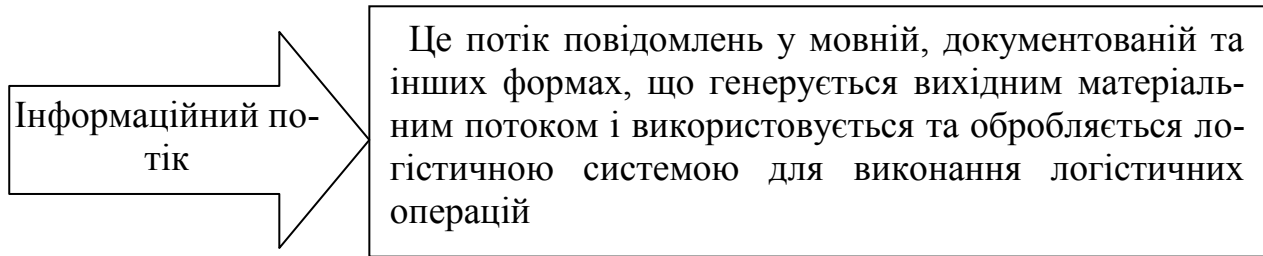 Інформаційний по-
тік
Це потік повідомлень у мовній, документованій та
інших формах, що генерується вихідним матеріаль-
ним потоком і використовується та обробляється ло-
гістичною системою для виконання логістичних
операцій